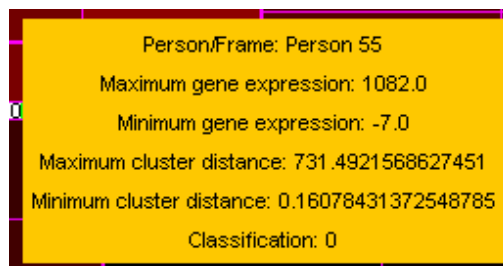 Person/Frame: Person 55
Maximum gene expression: 1082.0
Minimum gene expression: -7.0
0
Maximum cluster distance: 731.4921568627451
Minimum cluster distance: 0.16078431372548785
Classification: 0